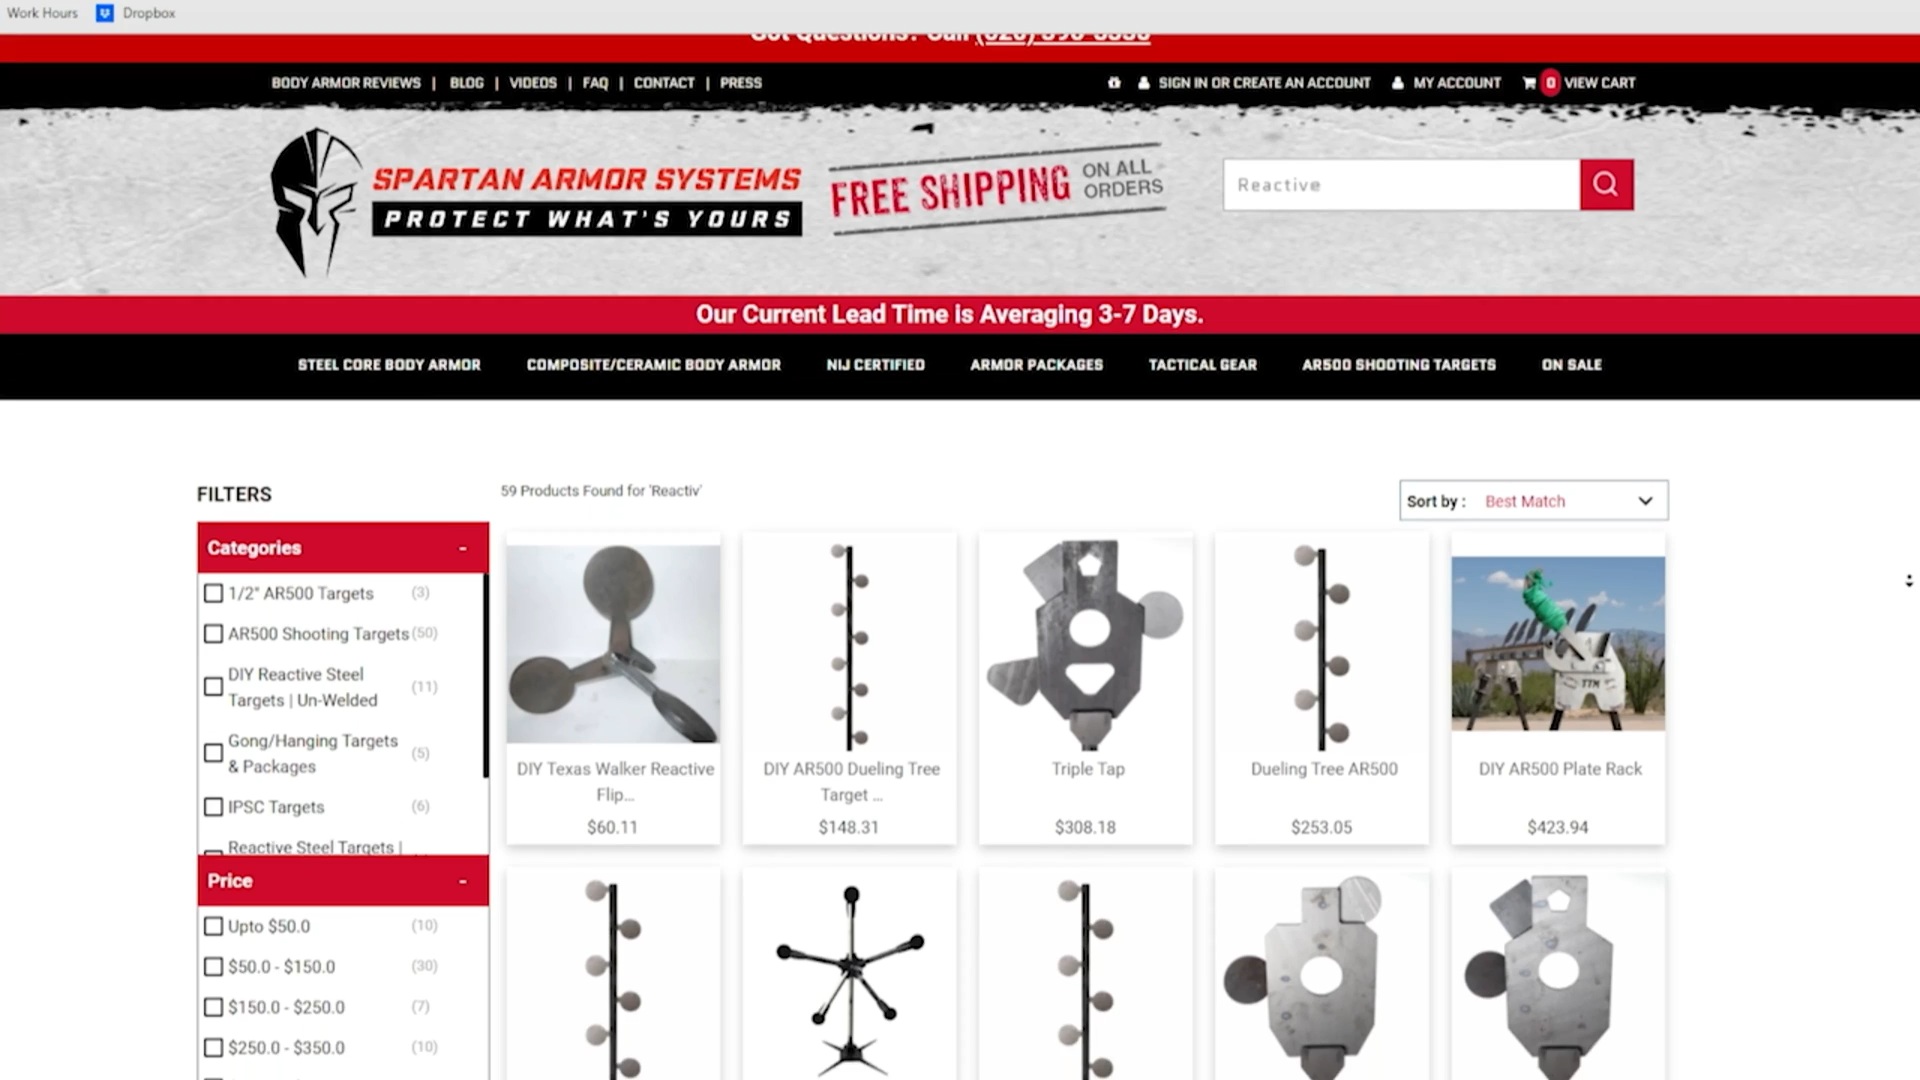 Work Hours Dropbox
Got Questions? Call
BODY ARMOR REVIEWS | BLOG | VIDEOS | FAQ | CONTACT | PRESS
SIGN IN OR CREATE AN ACCOUNT MY ACCOUNT 0 VIEW CART
SPARTAN ARMOR SYSTEMS
PROTECT WHAT'S YOURS
FREE SHIPPING ON ALL ORDERS
Reactive
Our Current Lead Time is Averaging 3-7 Days.
STEEL CORE BODY ARMOR COMPOSITE/CERAMIC BODY ARMOR NIJ CERTIFIED ARMOR PACKAGES TACTICAL GEAR AR500 SHOOTING TARGETS ON SALE
FILTERS
59 Products Found for 'Reactiv'
Sort by : Best Match
Categories -
1/2" AR500 Targets (3)
AR500 Shooting Targets (50)
DIY Reactive Steel
Targets | Un-Welded (11)
Gong/Hanging Targets
& Packages (5)
IPSC Targets (6)
Reactive Steel Targets |
Price -
Upto $50.0 (10)
$50.0 - $150.0 (30)
$150.0 - $250.0 (7)
$250.0 - $350.0 (10)
TTM
DIY Texas Walker Reactive
Flip...
$60.11
DIY AR500 Dueling Tree
Target ...
$148.31
Triple Tap
$308.18
Dueling Tree AR500
$253.05
DIY AR500 Plate Rack
$423.94